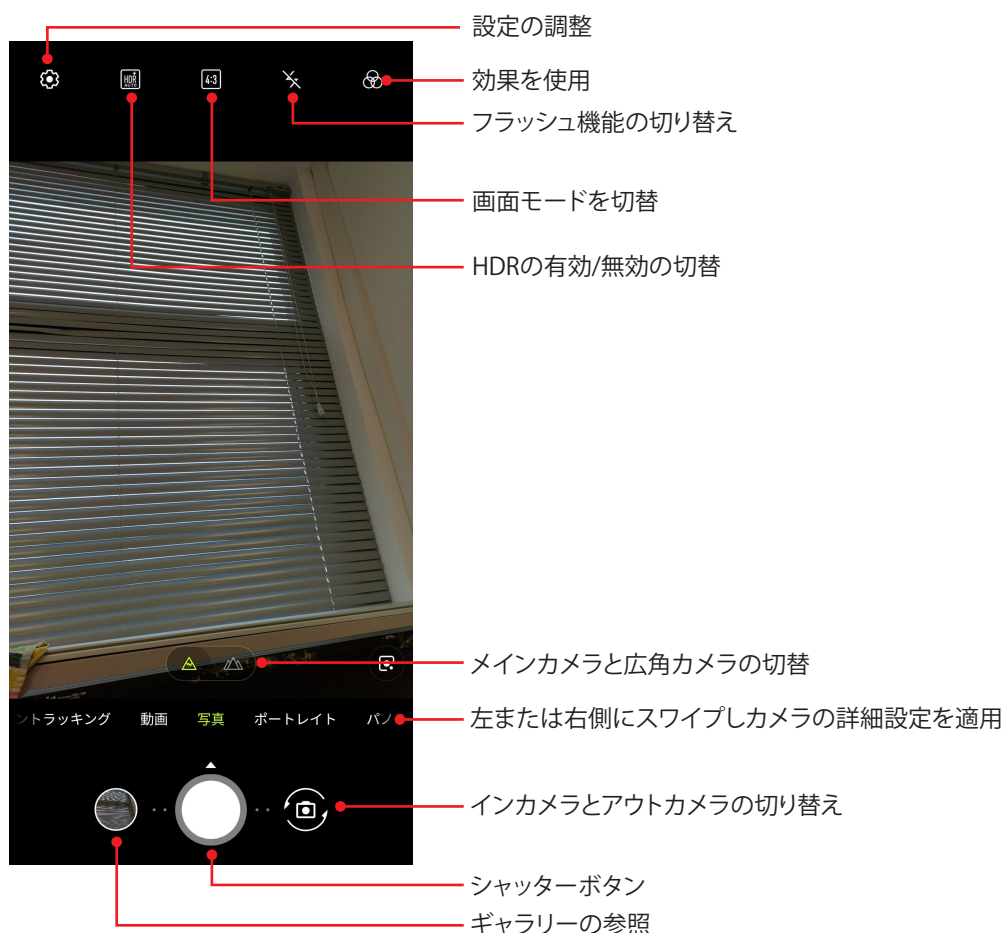 設定の調整
効果を使用
HDR
AUTO
4:3
フラッシュ機能の切り替え
画面モードを切替
HDRの有効/無効の切替
メインカメラと広角カメラの切替
ントラッキング 動画 写真 ポートレイト パノ
左または右側にスワイプしカメラの詳細設定を適用
インカメラとアウトカメラの切り替え
シャッターボタン
ギャラリーの参照